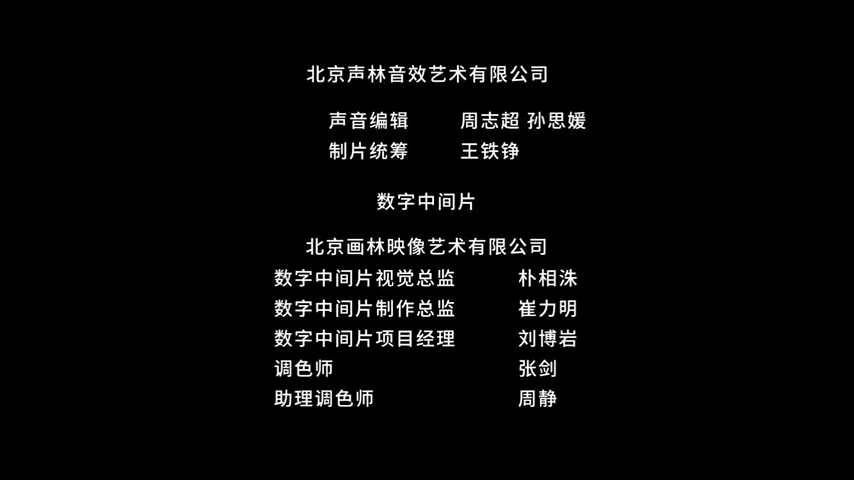 北京声林音效艺术有限公司
声音编辑 周志超 孙思媛
制片统筹 王铁铮
数字中间片
北京画林映像艺术有限公司
数字中间片视觉总监 朴相洙
数字中间片制作总监 崔力明
数字中间片项目经理 刘博岩
调色师 张剑
助理调色师 周静